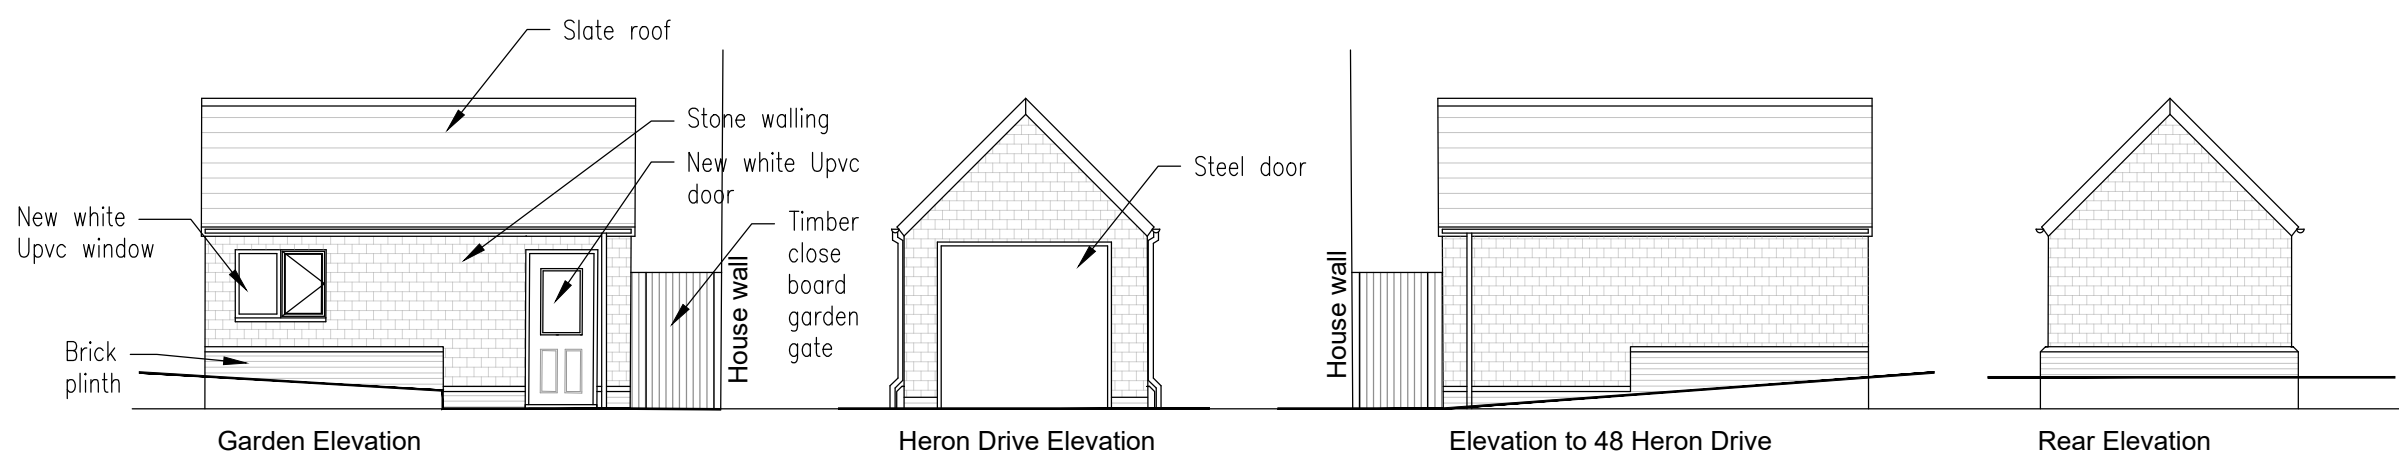 Slate roof
Stone walling
New white Upvc
door
New white
Upvc window
Timber
close
board
garden
gate
Brick
plinth
House wall
Garden Elevation
Steel door
Heron Drive Elevation
House wall
Elevation to 48 Heron Drive
Rear Elevation